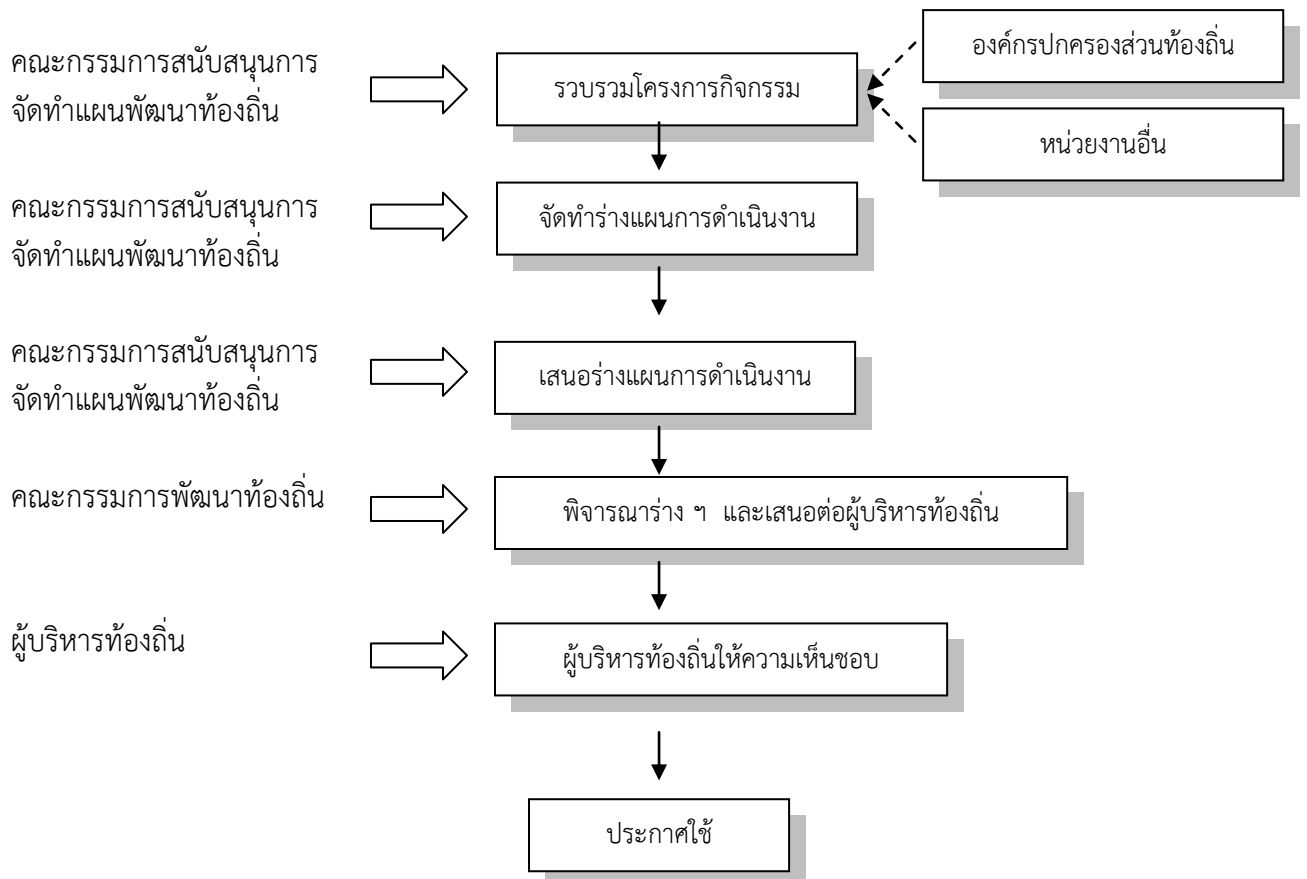 คณะกรรมการสนับสนุนการ
จัดทำแผนพัฒนาท้องถิ่น
รวบรวมโครงการกิจกรรม
องค์กรปกครองส่วนท้องถิ่น
หน่วยงานอื่น
คณะกรรมการสนับสนุนการ
จัดทำแผนพัฒนาท้องถิ่น
จัดทำร่างแผนการดำเนินงาน
คณะกรรมการสนับสนุนการ
จัดทำแผนพัฒนาท้องถิ่น
เสนอร่างแผนการดำเนินงาน
คณะกรรมการพัฒนาท้องถิ่น
พิจารณาร่าง ฯ และเสนอต่อผู้บริหารท้องถิ่น
ผู้บริหารท้องถิ่น
ผู้บริหารท้องถิ่นให้ความเห็นชอบ
ประกาศใช้